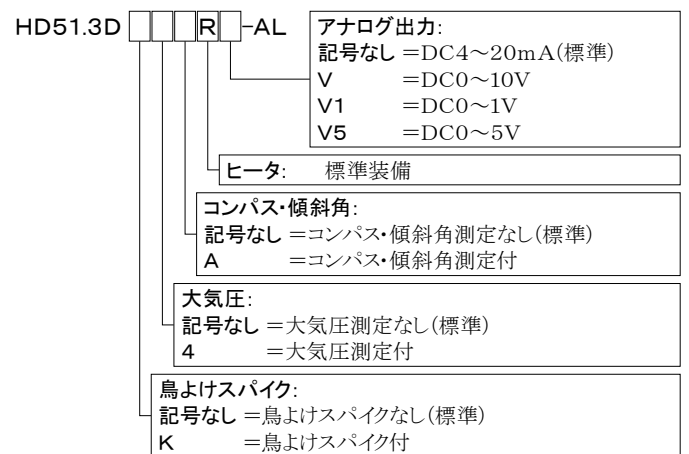 HD51.3D R -AL
アナログ出力:
記号なし =DC4〜20mA(標準)
V =DC0〜10V
V1 =DC0〜1V
V5 =DC0〜5V
ヒータ: 標準装備
コンパス・傾斜角:
記号なし =コンパス・傾斜角測定なし(標準)
A =コンパス・傾斜角測定付
大気圧:
記号なし =大気圧測定なし(標準)
4 =大気圧測定付
鳥よけスパイク:
記号なし =鳥よけスパイクなし(標準)
K =鳥よけスパイク付